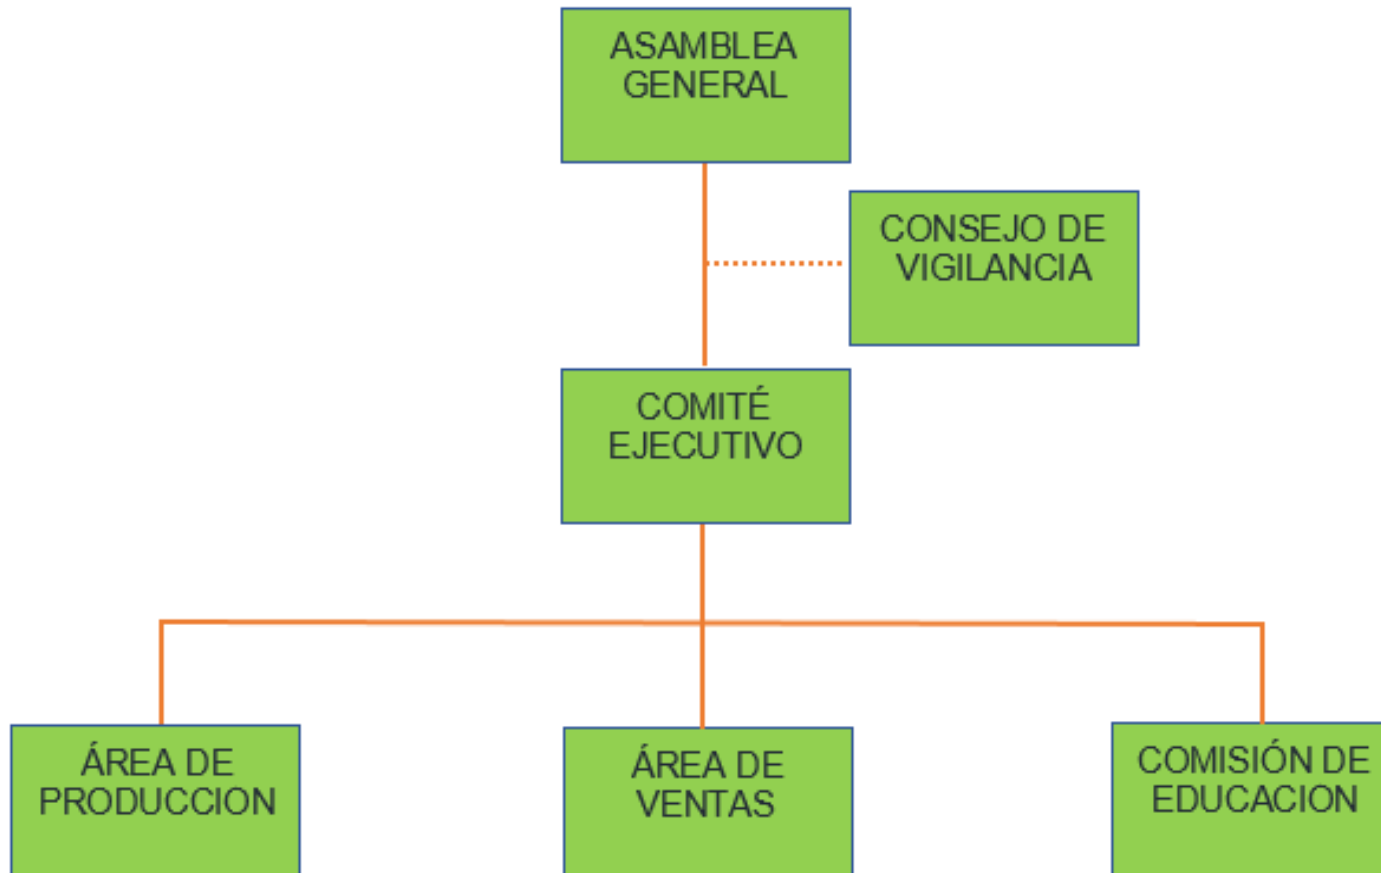 ASAMBLEA
GENERAL
CONSEJO DE
VIGILANCIA
COMITÉ
EJECUTIVO
ÁREA DE
PRODUCCION
ÁREA DE
VENTAS
COMISIÓN DE
EDUCACION